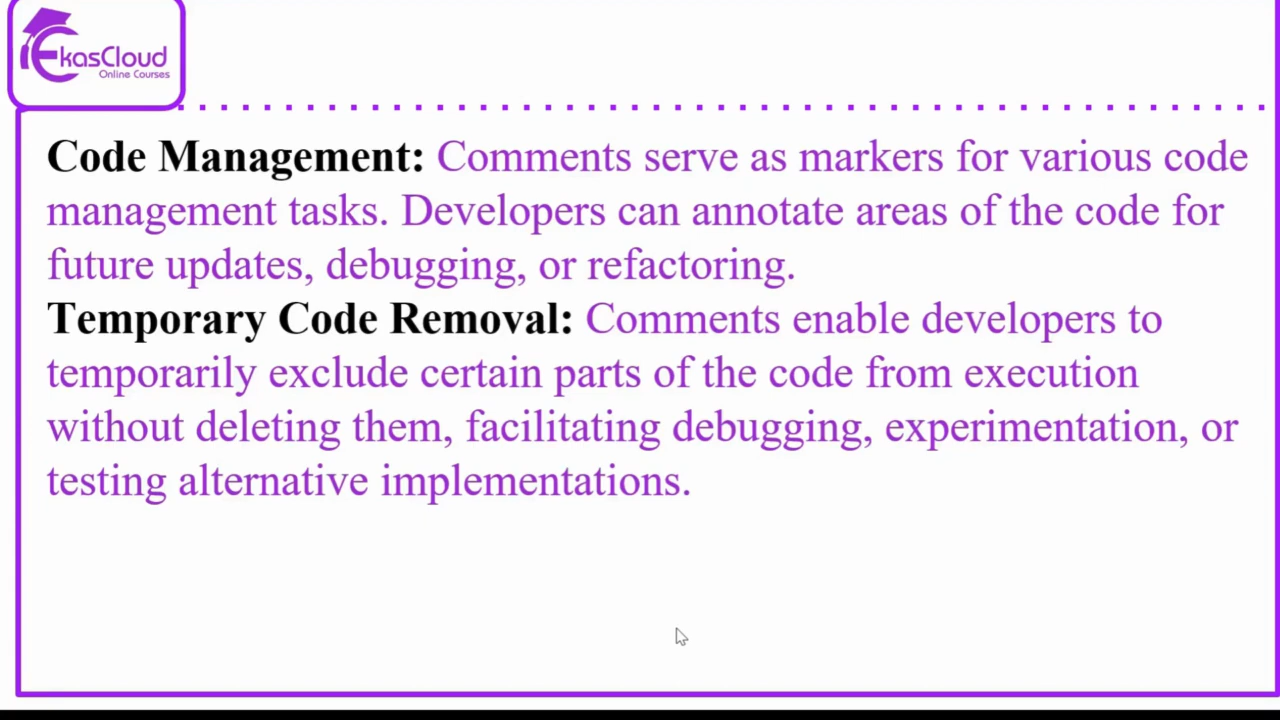 EkasCloud
Online Courses
Code Management: Comments serve as markers for various code
management tasks. Developers can annotate areas of the code for
future updates, debugging, or refactoring.
Temporary Code Removal: Comments enable developers to
temporarily exclude certain parts of the code from execution
without deleting them, facilitating debugging, experimentation, or
testing alternative implementations.